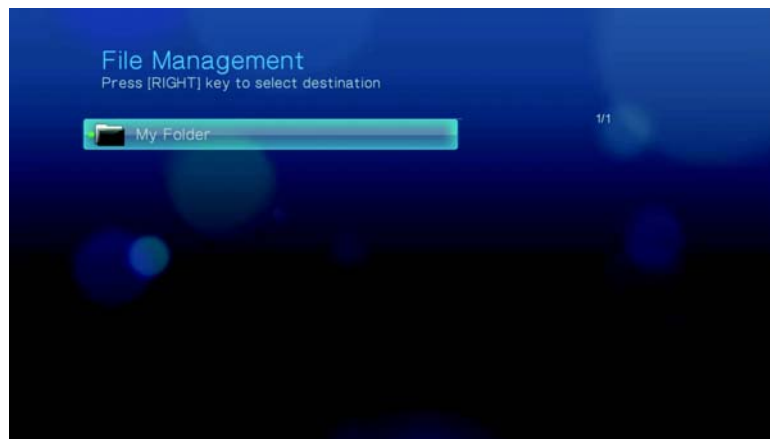 File Management
Press [RIGHT] key to select destination
My Folder
1/1